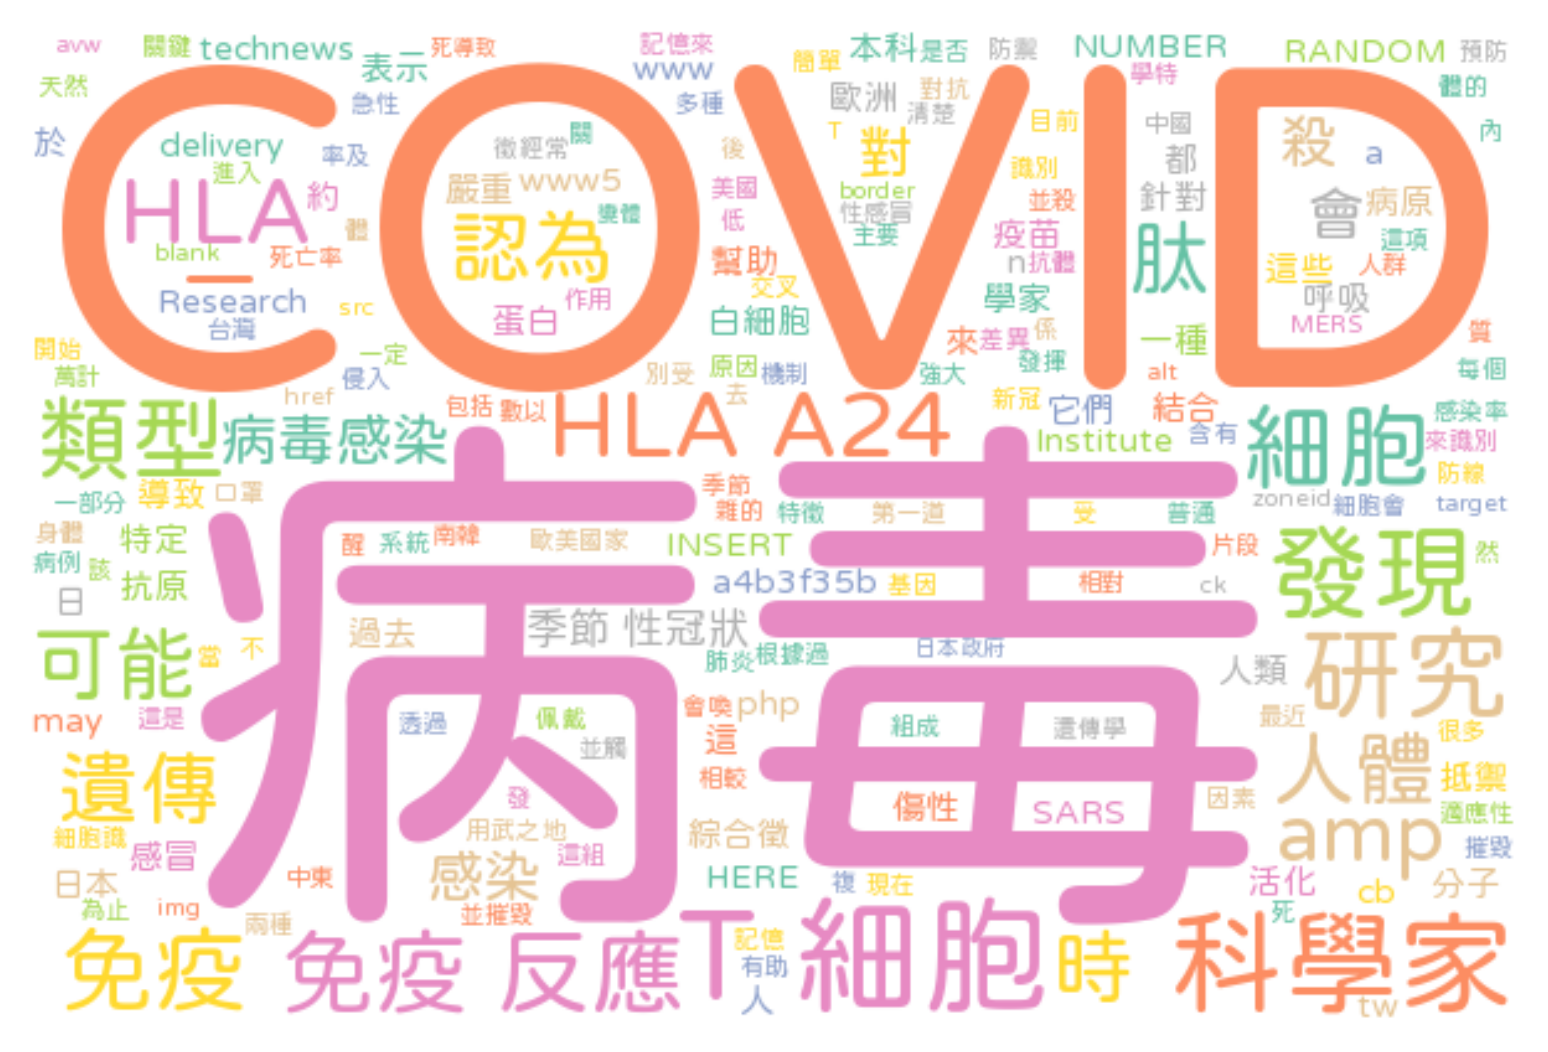 avw 關鍵 technews 死導致 記憶來 簡單 本科 是否 防禦 NUMBER RANDOM 預防
天然 表示 www 歐洲 對抗 學特 體的
急性 多種 清楚
COVID
於 delivery 率及 徵經常 關 後 T 對 目前 中國 殺 a 內
進入 嚴重 www5 美國 border 識別 都
HLA 約 變體 低 性感冒 並殺 針對 會 病原
blank 體 死亡率 認為 主要 疫苗 肽 這項
幫助 n 抗體 這些 人群
Research src 蛋白 作用 交叉 學家 呼吸
台灣 白細胞 來 差異 係 一種 MERS 質
開始 一定 別受 原因 機制 發揮
萬計 侵入 去 強大 alt 每個
href 包括 數以 HLA A24 新冠 它們 結合 感染率
類型 病毒感染 Institute 含有 細胞 來識別
病毒
一部分 導致 口罩 季節 zoneid 細胞會 防線 target
身體 特定 醒 系統 南韓 歐美國家 雜的 特徵 第一道 受 普通
INSERT 片段 發現 然
病例 該 抗原 a4b3f35b 基因 相對 ck
日 過去 季節 性冠狀
可能 當 不 肺炎 根據過 日本政府 人類 研究
may 這是 透過 佩戴 會喚 php 組成 遺傳學 最近 很多
並觸 這
遺傳 相較 人體 抵禦
發 傷性 SARS 因素 適應性
細胞識 用武之地 綜合徵 amp 摧毀
感冒 這組
日本 中東 感染 HERE 複 現在 活化 cb 分子
為止 img 兩種 並摧毀 死
免疫 免疫 反應 T 細胞 記憶 時 科學家
有助
人 tw